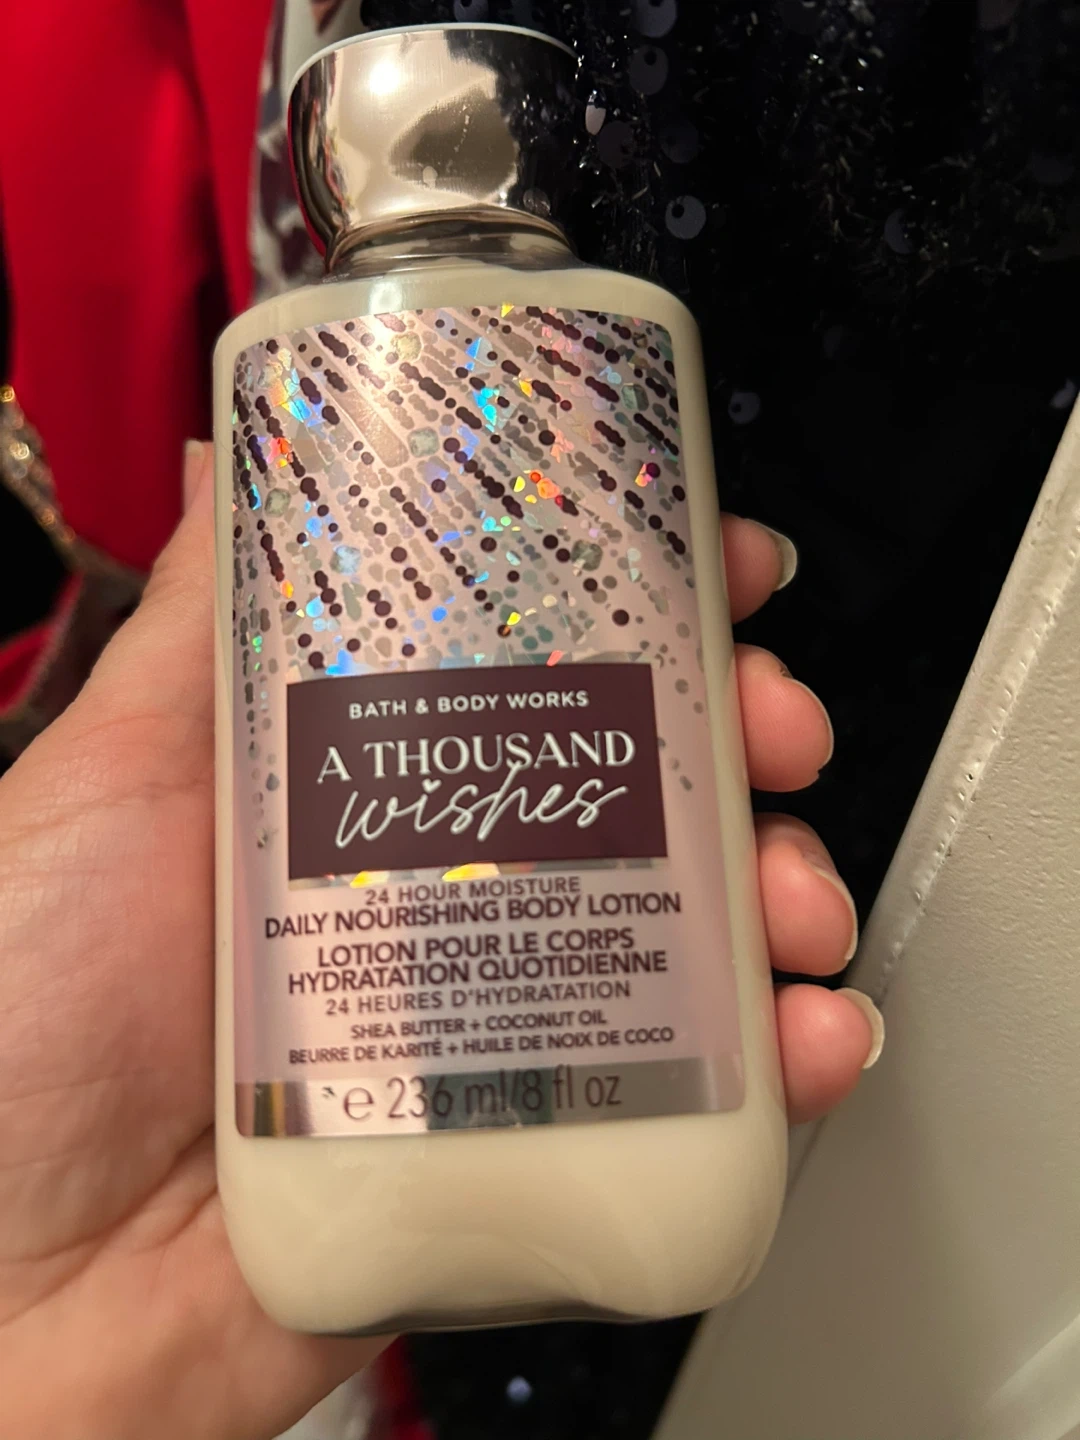 BATH & BODY WORKS
A THOUSAND
wishes
24 HOUR MOISTURE
DAILY NOURISHING BODY LOTION
LOTION POUR LE CORPS
HYDRATATION QUOTIDIENNE
24 HEURES D'HYDRATATION
SHEA BUTTER + COCONUT OIL
BEURRE DE KARITÉ + HUILE DE NOIX DE COCO
℮ 236 ml/8 fl oz